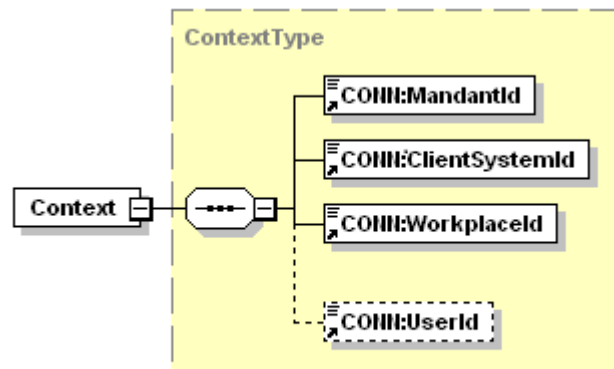 ContextType
CONN:MandantId
CONN:ClientSystemId
Context
CONN:WorkplaceId
CONN:UserId